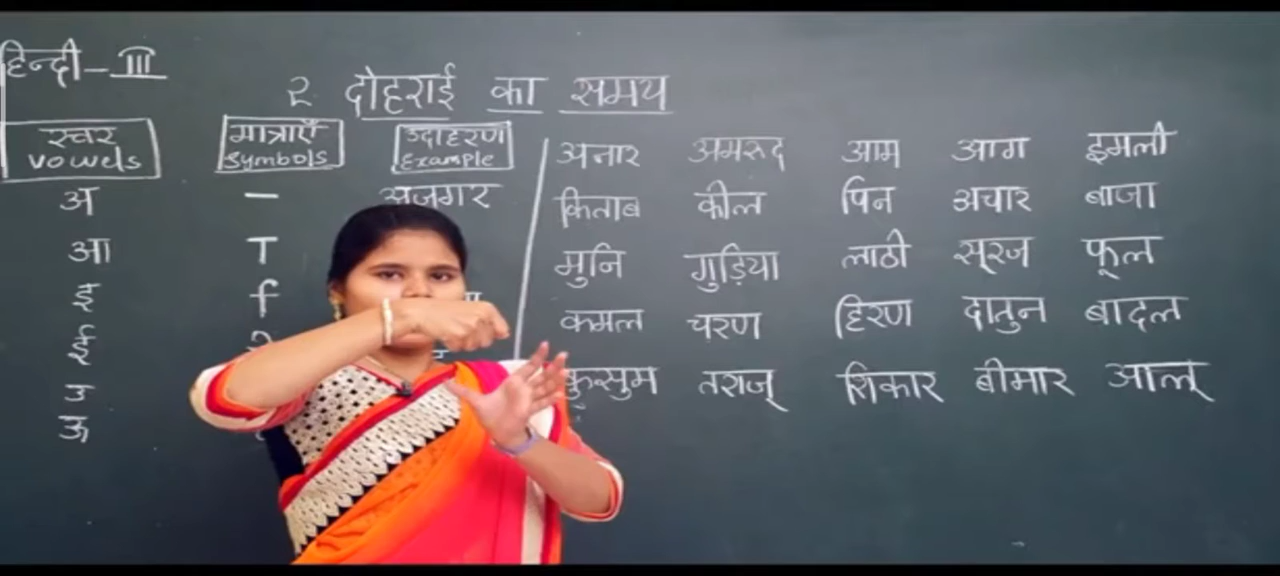 हिन्दी - III
२ दोहराई का समय
स्वर मात्राएँ उदाहरण
vowels Symbols Example
अनार अमरुद आम आग इमली
अ - अजगर
किताब कील पिन अचार बाजा
आ ा
मुनि गुड़िया लाठी सूरज फूल
इ ि
कमल चरण हिरण दातुन बादल
ई
उ
कुसुम तराजू शिकार बीमार आलू
ऊ